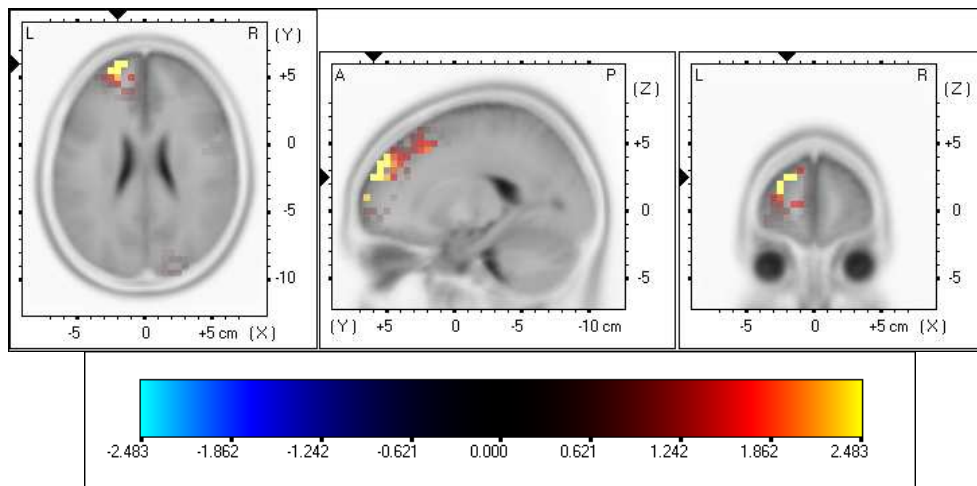 L R (Y)
+5
0
-5
-10
-5 0 +5 cm (X)
A P (Z)
+5
0
-5
(Y) +5 0 -5 -10 cm
L R (Z)
+5
0
-5
-5 0 +5 cm (X)
-2.483 -1.862 -1.242 -0.621 0.000 0.621 1.242 1.862 2.483